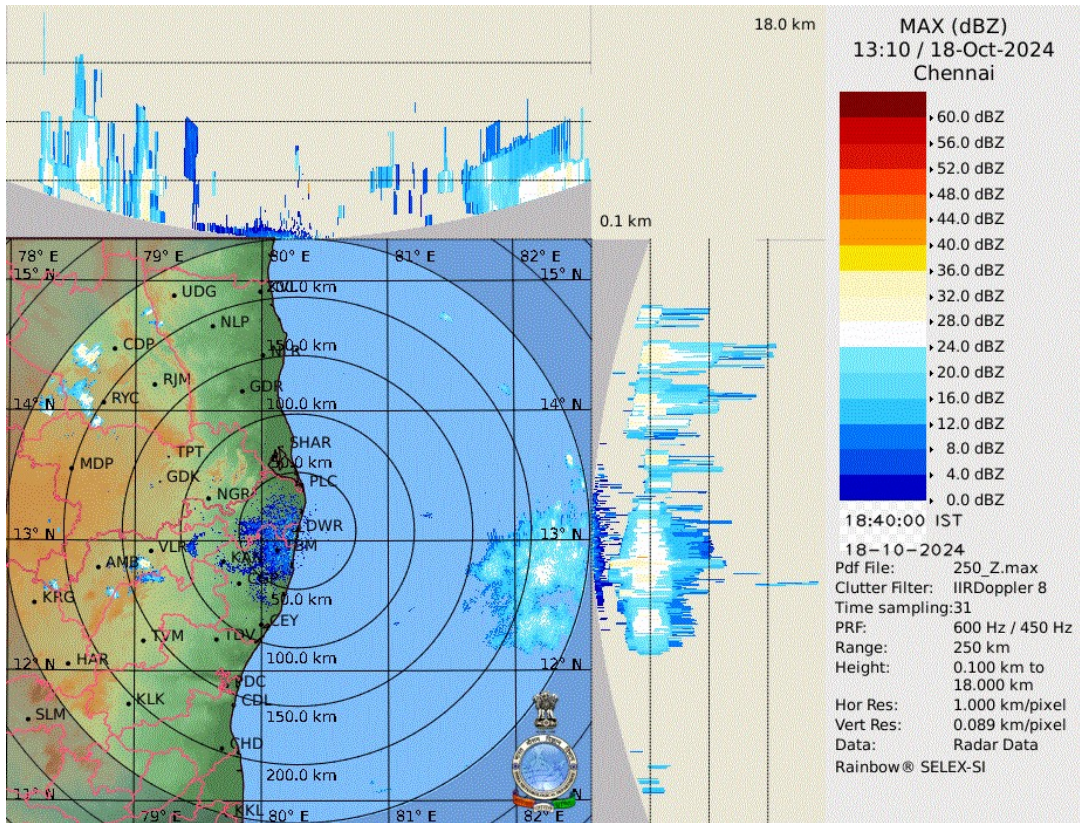 18.0 km
0.1 km
MAX (dBZ)
13:10 / 18-Oct-2024
Chennai
60.0 dBZ
56.0 dBZ
52.0 dBZ
48.0 dBZ
44.0 dBZ
40.0 dBZ
36.0 dBZ
32.0 dBZ
28.0 dBZ
24.0 dBZ
20.0 dBZ
16.0 dBZ
12.0 dBZ
8.0 dBZ
4.0 dBZ
0.0 dBZ
18:40:00 IST
18-10-2024
Pdf File: 250_Z.max
Clutter Filter: IIRDoppler 8
Time sampling:31
PRF: 600 Hz / 450 Hz
Range: 250 km
Height: 0.100 km to
18.000 km
Hor Res: 1.000 km/pixel
Vert Res: 0.089 km/pixel
Data: Radar Data
Rainbow® SELEX-SI
78° E 79° E 80° E 81° E 82° E
15° N 15° N
UDG
200.0 km
NLP
150.0 km
CDP
RJM
GDR
RYC
100.0 km
14° N 14° N
SHAR
50.0 km
TPT
MDP
GDK
PLC
NGR
DWR
13° N 13° N
VLR
AMB
50.0 km
KRG
CEY
TVM
TDV
100.0 km
HAR
12° N 12° N
PDC
KLK
CDL
SLM
150.0 km
CHD
200.0 km
KKL
79° E 80° E 81° E 82° E